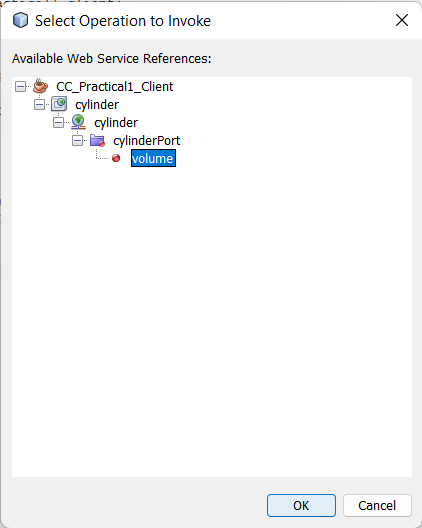 Select Operation to Invoke
Available Web Service References:
CC_Practical1_Client
cylinder
cylinder
cylinderPort
volume
OK
Cancel